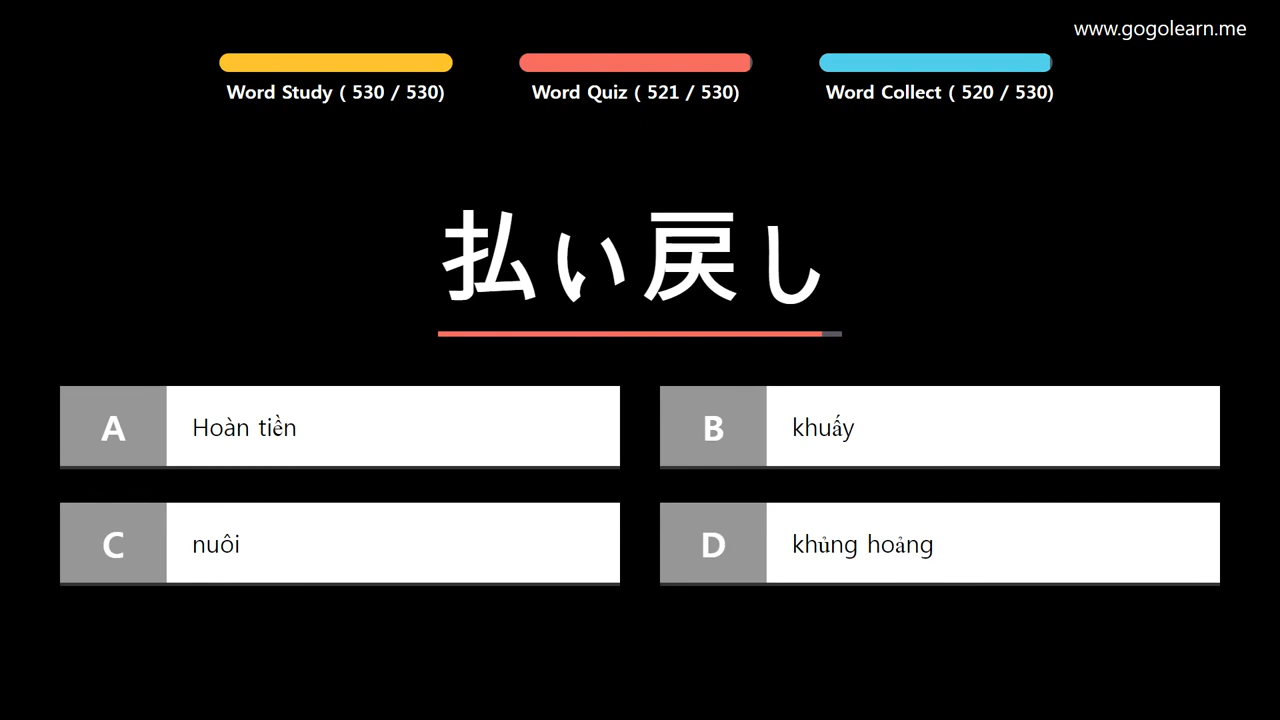 www.gogolearn.me
Word Study ( 530 / 530)
Word Quiz ( 521 / 530)
Word Collect ( 520 / 530)
払い戻し
A
Hoàn tiền
B
khuấy
C
nuôi
D
khủng hoảng